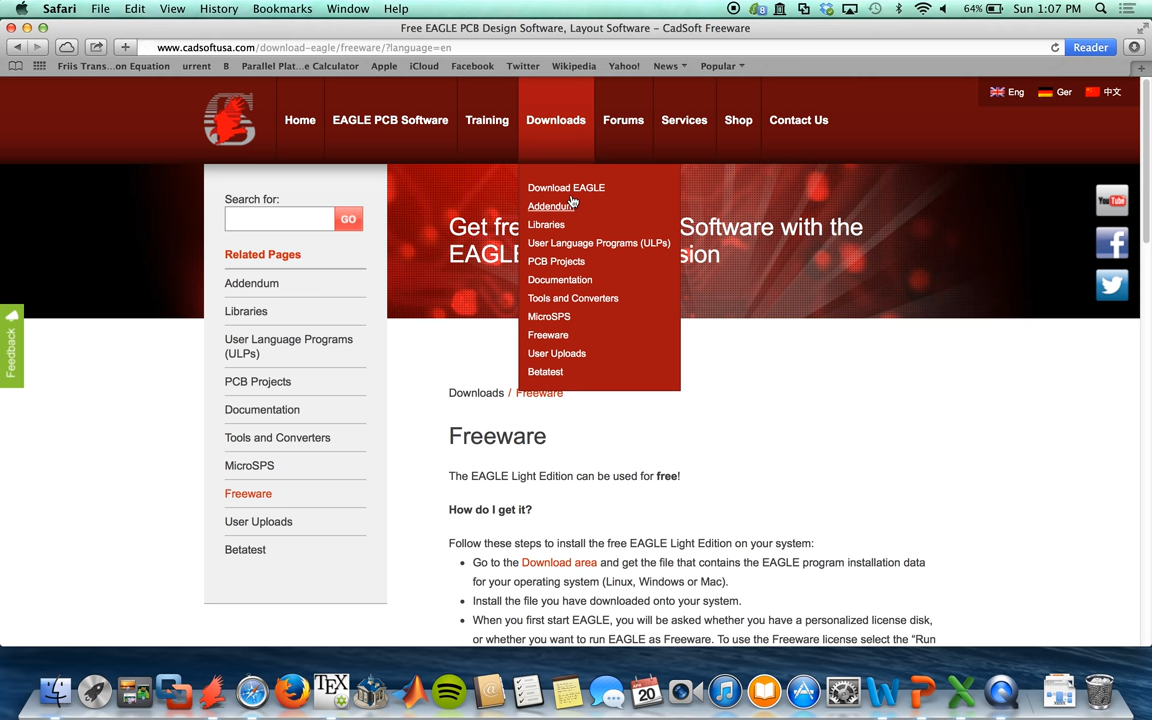 Safari File Edit View History Bookmarks Window Help
8 64% Sun 1:07 PM
Free EAGLE PCB Design Software, Layout Software – CadSoft Freeware
www.cadsoftusa.com/download-eagle/freeware/?language=en
Reader
Friis Trans...on Equation urrent B Parallel Plat...e Calculator Apple iCloud Facebook Twitter Wikipedia Yahoo! News Popular
Eng Ger 中文
Home EAGLE PCB Software Training Downloads Forums Services Shop Contact Us
Download EAGLE
Addendum
Libraries
User Language Programs (ULPs)
PCB Projects
Documentation
Tools and Converters
MicroSPS
Freeware
User Uploads
Betatest
Search for:
GO
Related Pages
Addendum
Libraries
User Language Programs
(ULPs)
PCB Projects
Documentation
Tools and Converters
MicroSPS
Freeware
User Uploads
Betatest
Feedback
Get fre Software with the
EAGL sion
You Tube
Downloads / Freeware
Freeware
The EAGLE Light Edition can be used for free!
How do I get it?
Follow these steps to install the free EAGLE Light Edition on your system:
• Go to the Download area and get the file that contains the EAGLE program installation data
for your operating system (Linux, Windows or Mac).
• Install the file you have downloaded onto your system.
• When you first start EAGLE, you will be asked whether you have a personalized license disk,
or whether you want to run EAGLE as Freeware. To use the Freeware license select the "Run
TEX 20